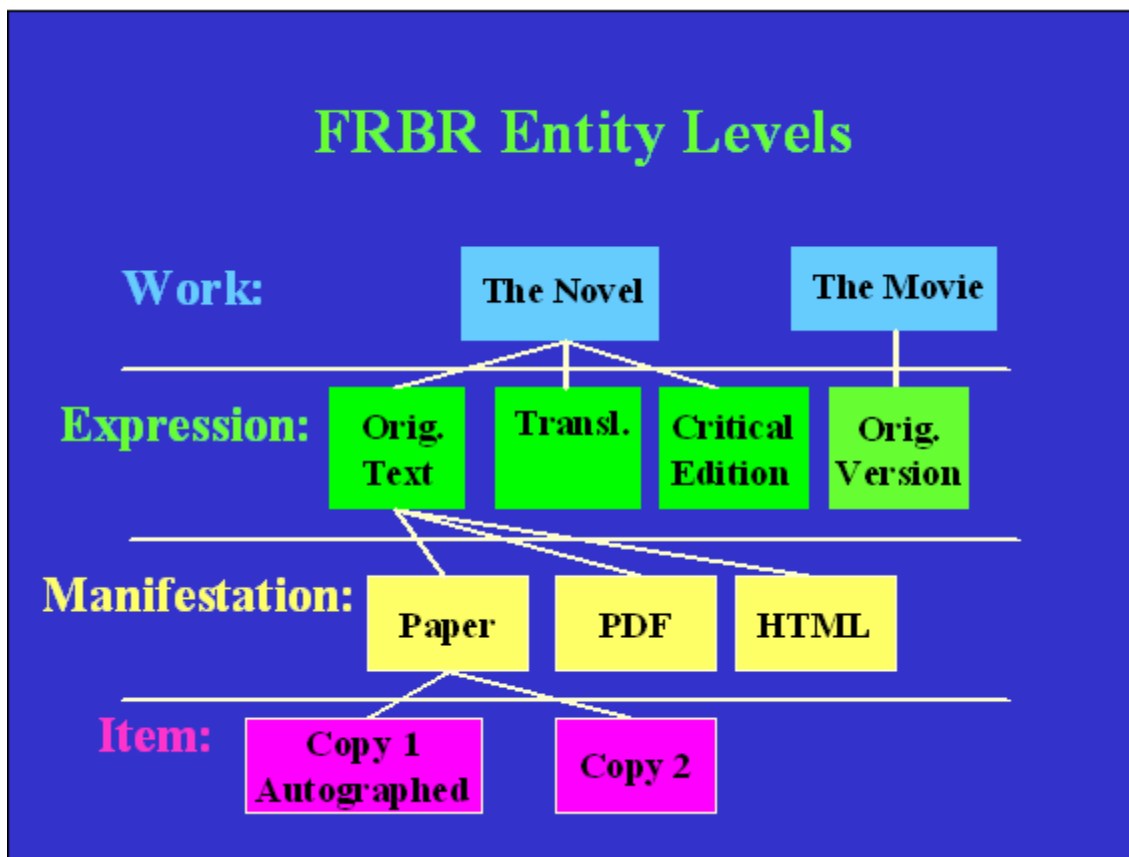 FRBR Entity Levels
Work:
The Novel
The Movie
Expression:
Orig.
Text
Transl.
Critical
Edition
Orig.
Version
Manifestation:
Paper
PDF
HTML
Item:
Copy 1
Autographed
Copy 2